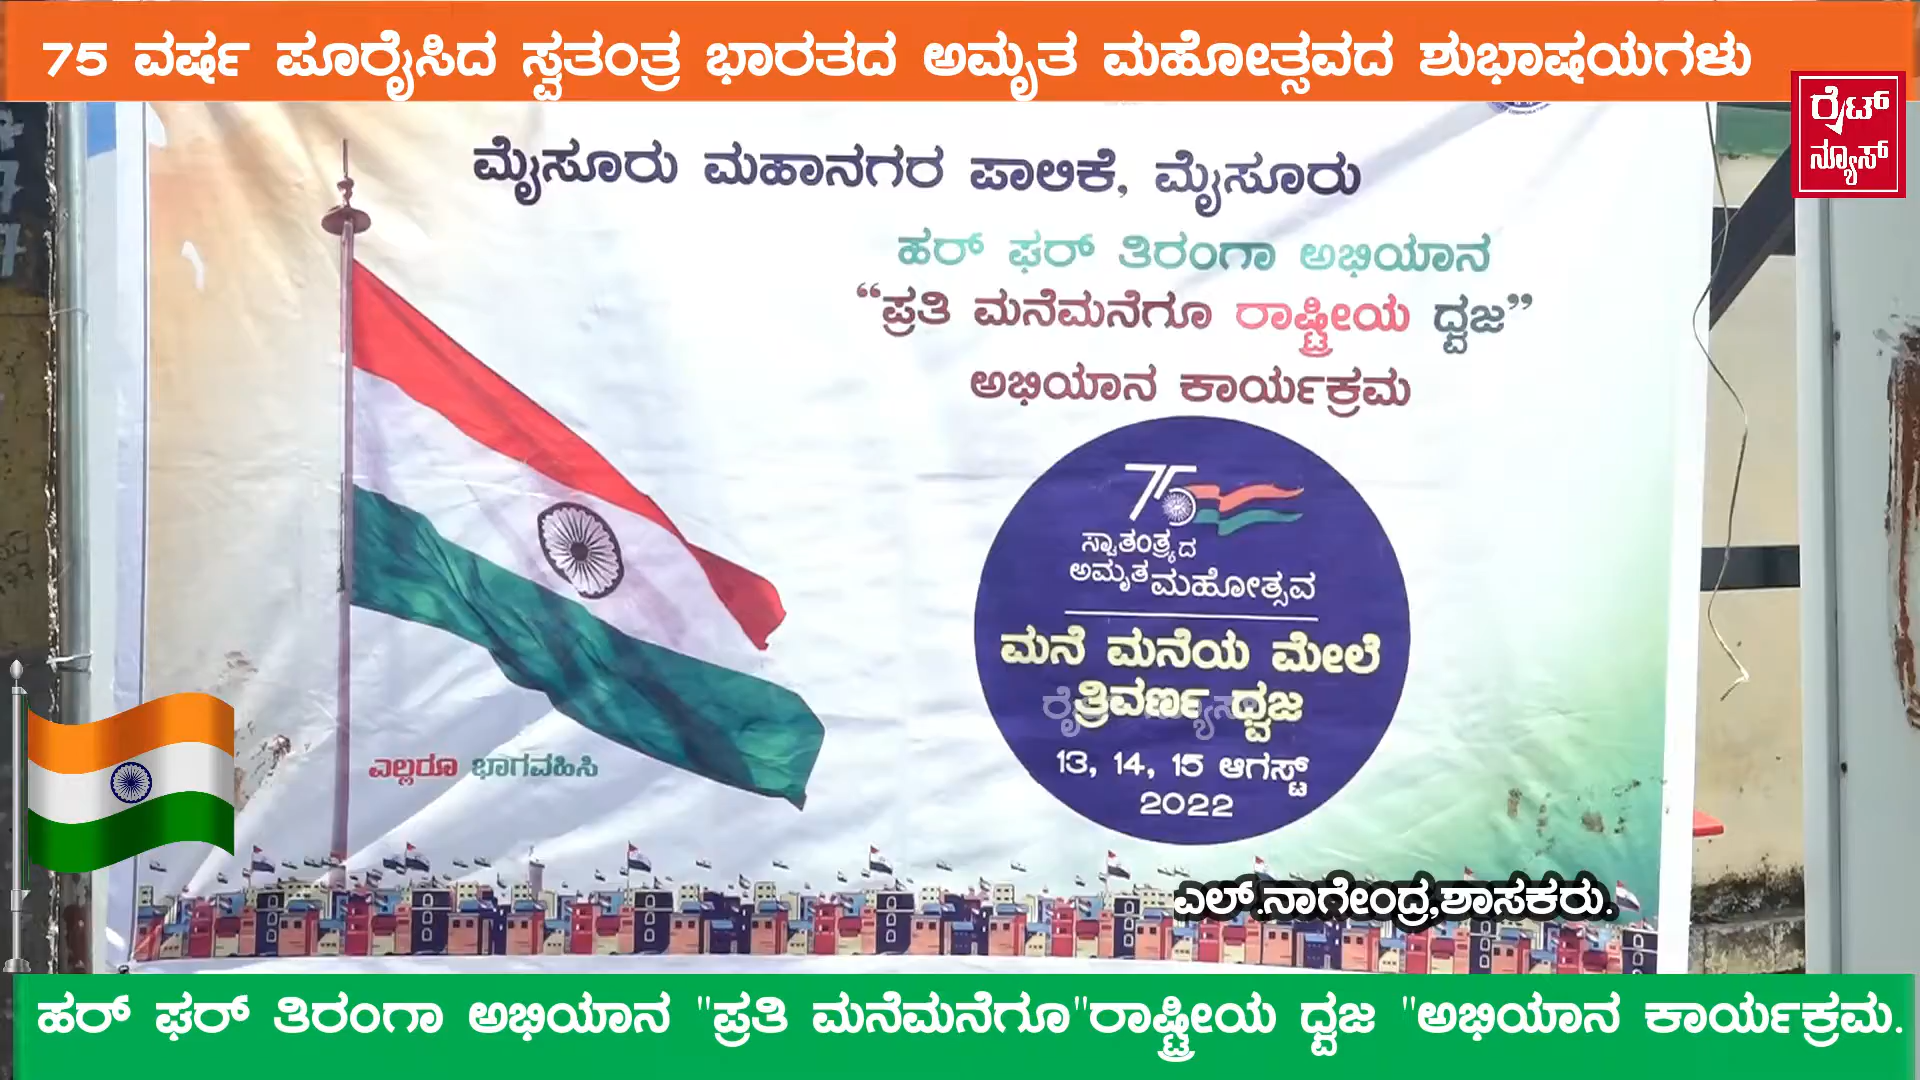 75 ವರ್ಷ ಪೂರೈಸಿದ ಸ್ವತಂತ್ರ ಭಾರತದ ಅಮೃತ ಮಹೋತ್ಸವದ ಶುಭಾಷಯಗಳು
ರೈಟ್
ನ್ಯೂಸ್
ಮೈಸೂರು ಮಹಾನಗರ ಪಾಲಿಕೆ, ಮೈಸೂರು
ಹರ್ ಘರ್ ತಿರಂಗಾ ಅಭಿಯಾನ
“ಪ್ರತಿ ಮನೆಮನೆಗೂ ರಾಷ್ಟ್ರೀಯ ಧ್ವಜ”
ಅಭಿಯಾನ ಕಾರ್ಯಕ್ರಮ
75
ಸ್ವಾತಂತ್ರ್ಯದ
ಅಮೃತ ಮಹೋತ್ಸವ
ಮನೆ ಮನೆಯ ಮೇಲೆ
ತ್ರಿವರ್ಣ ಧ್ವಜ
13, 14, 15 ಆಗಸ್ಟ್
2022
ಎಲ್ಲರೂ ಭಾಗವಹಿಸಿ
ಎಲ್.ನಾಗೇಂದ್ರ,ಶಾಸಕರು.
ಹರ್ ಘರ್ ತಿರಂಗಾ ಅಭಿಯಾನ "ಪ್ರತಿ ಮನೆಮನೆಗೂ"ರಾಷ್ಟ್ರೀಯ ಧ್ವಜ "ಅಭಿಯಾನ ಕಾರ್ಯಕ್ರಮ.